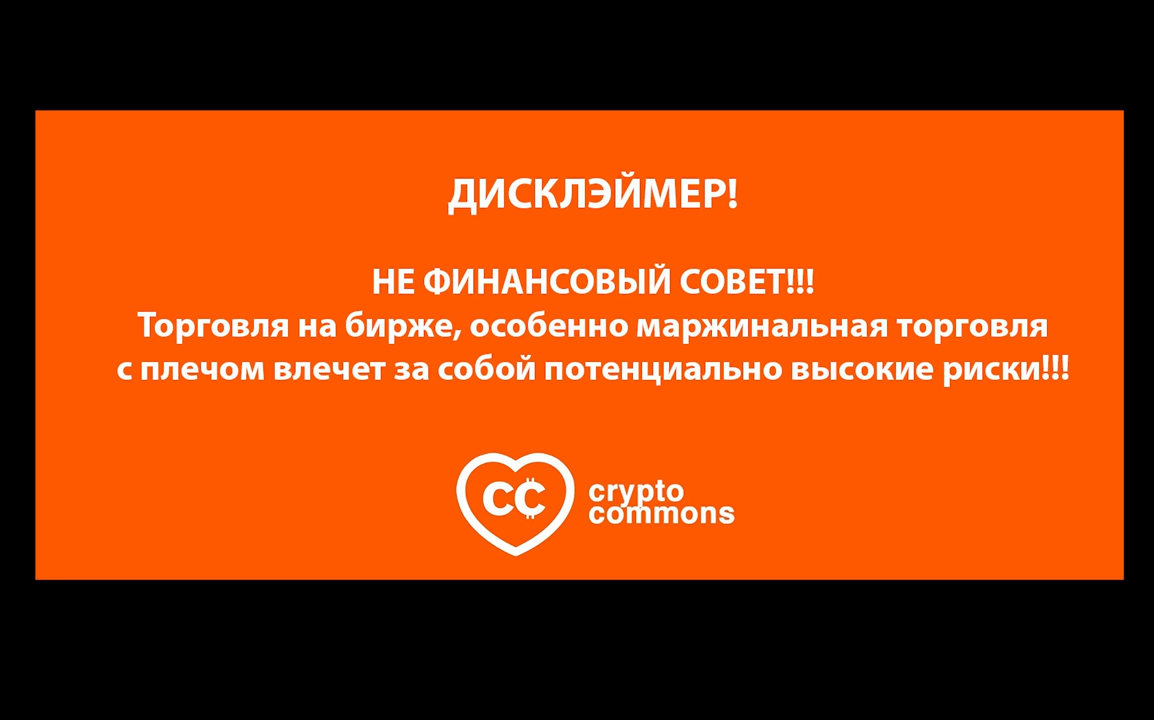 ДИСКЛЭЙМЕР!
НЕ ФИНАНСОВЫЙ СОВЕТ!!!
Торговля на бирже, особенно маржинальная торговля
с плечом влечет за собой потенциально высокие риски!!!
CC
crypto
commons